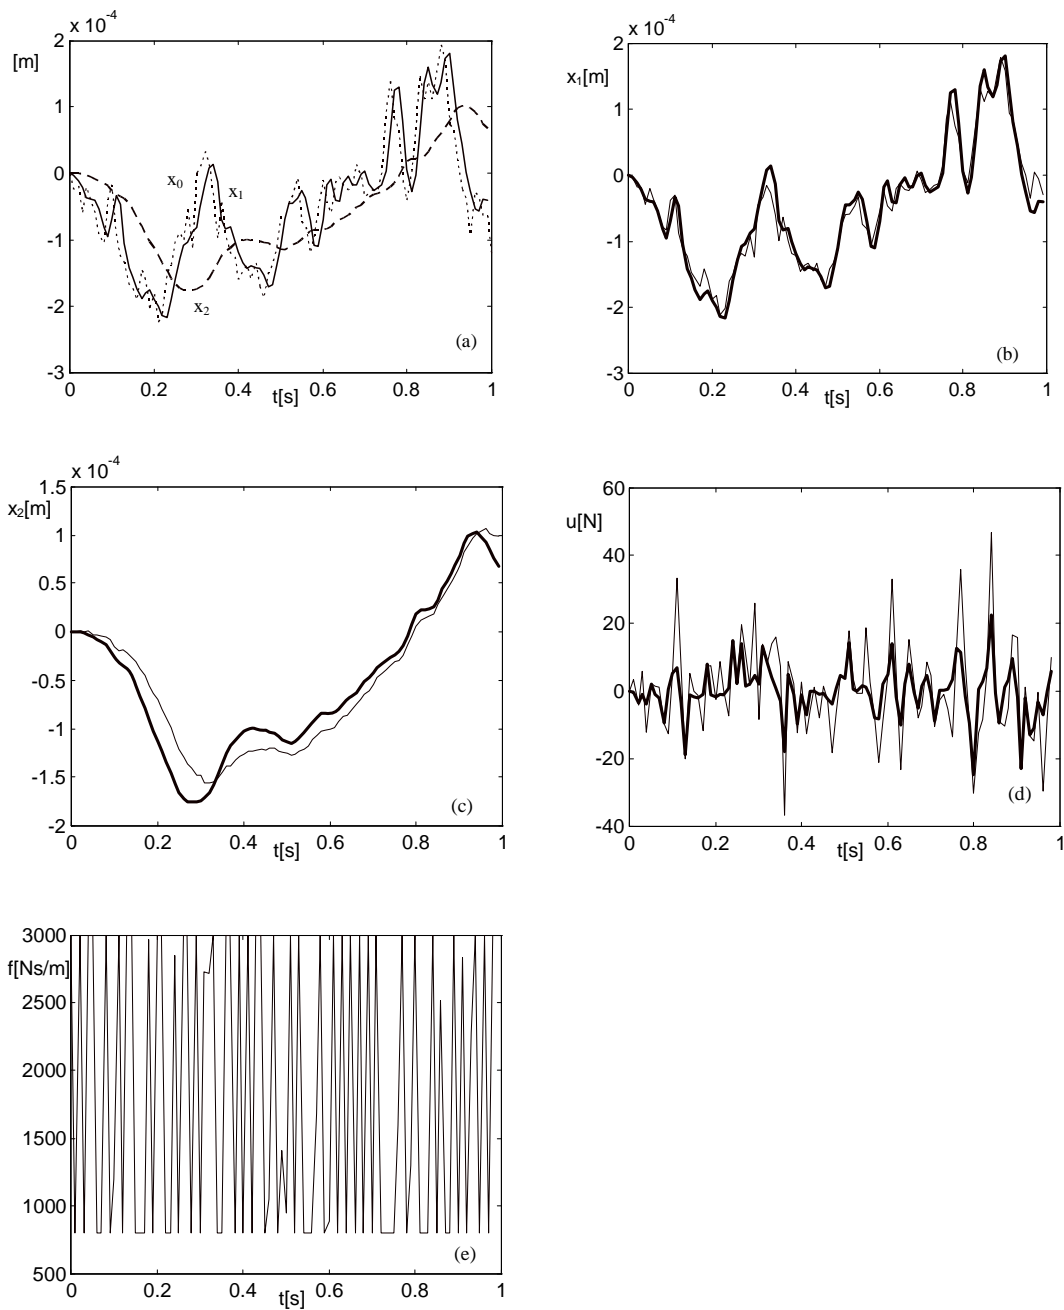 x 10^-4
[m]
2
1
0
-1
-2
-3
x₀
x₁
x₂
(a)
0
0.2
0.4
0.6
0.8
1
t[s]
x 10^-4
x₁[m]
2
1
0
-1
-2
-3
(b)
0
0.2
0.4
0.6
0.8
1
t[s]
x 10^-4
x₂[m]
1.5
1
0.5
0
-0.5
-1
-1.5
-2
(c)
0
0.2
0.4
0.6
0.8
1
t[s]
u[N]
60
40
20
0
-20
-40
(d)
0
0.2
0.4
0.6
0.8
1
t[s]
f[Ns/m]
3000
2500
2000
1500
1000
500
(e)
0
0.2
0.4
0.6
0.8
1
t[s]